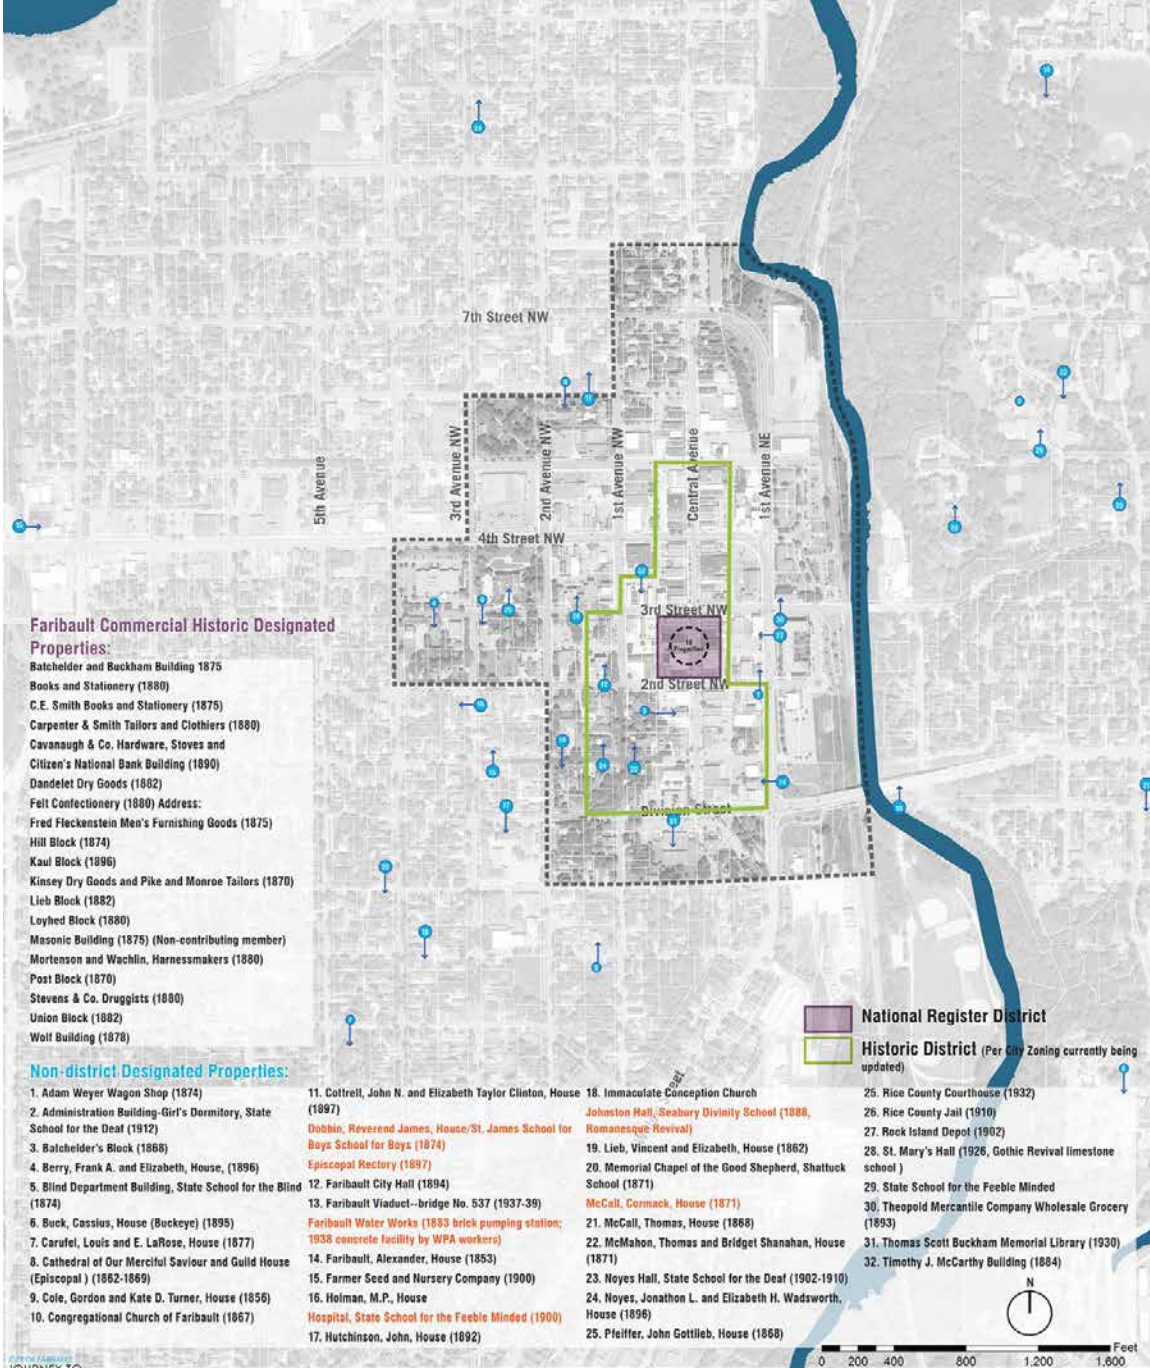 7th Street NW
5th Avenue
3rd Avenue NW
2nd Avenue NW
1st Avenue NW
Central Avenue
1st Avenue NE
4th Street NW
3rd Street NW
Properties
2nd Street NW
Division Street
Faribault Commercial Historic Designated
Properties:
Batchelder and Buckham Building 1875
Books and Stationery (1880)
C.E. Smith Books and Stationery (1875)
Carpenter & Smith Tailors and Clothiers (1880)
Cavanaugh & Co. Hardware, Stoves and
Citizen's National Bank Building (1890)
Dandelet Dry Goods (1882)
Felt Confectionery (1880) Address:
Fred Fleckenstein Men's Furnishing Goods (1875)
Hill Block (1874)
Kaul Block (1896)
Kinsey Dry Goods and Pike and Monroe Tailors (1870)
Lieb Block (1882)
Loyhed Block (1880)
Masonic Building (1875) (Non-contributing member)
Mortenson and Wachlin, Harnessmakers (1880)
Post Block (1870)
Stevens & Co. Druggists (1880)
Union Block (1882)
Wolf Building (1878)
National Register District
Historic District (Per City Zoning currently being
updated)
Non-district Designated Properties:
1. Adam Weyer Wagon Shop (1874)
2. Administration Building-Girl's Dormitory, State
School for the Deaf (1912)
3. Batchelder's Block (1868)
4. Berry, Frank A. and Elizabeth, House, (1896)
5. Blind Department Building, State School for the Blind
(1874)
6. Buck, Cassius, House (Buckeye) (1895)
7. Carufel, Louis and E. LaRose, House (1877)
8. Cathedral of Our Merciful Saviour and Guild House
(Episcopal ) (1862-1869)
9. Cole, Gordon and Kate D. Turner, House (1856)
10. Congregational Church of Faribault (1867)
11. Cottrell, John N. and Elizabeth Taylor Clinton, House
(1897)
Dobbin, Reverend James, House/St. James School for
Boys School for Boys (1874)
Episcopal Rectory (1897)
12. Faribault City Hall (1894)
13. Faribault Viaduct--bridge No. 537 (1937-39)
Faribault Water Works (1883 brick pumping station;
1938 concrete facility by WPA workers)
14. Faribault, Alexander, House (1853)
15. Farmer Seed and Nursery Company (1900)
16. Holman, M.P., House
Hospital, State School for the Feeble Minded (1900)
17. Hutchinson, John, House (1892)
18. Immaculate Conception Church
Johnston Hall, Seabury Divinity School (1888,
Romanesque Revival)
19. Lieb, Vincent and Elizabeth, House (1862)
20. Memorial Chapel of the Good Shepherd, Shattuck
School (1871)
McCall, Cormack, House (1871)
21. McCall, Thomas, House (1868)
22. McMahon, Thomas and Bridget Shanahan, House
(1871)
23. Noyes Hall, State School for the Deaf (1902-1910)
24. Noyes, Jonathon L. and Elizabeth H. Wadsworth,
House (1896)
25. Pfeiffer, John Gottlieb, House (1868)
25. Rice County Courthouse (1932)
26. Rice County Jail (1910)
27. Rock Island Depot (1902)
28. St. Mary's Hall (1926, Gothic Revival limestone
school )
29. State School for the Feeble Minded
30. Theopold Mercantile Company Wholesale Grocery
(1893)
31. Thomas Scott Buckham Memorial Library (1930)
32. Timothy J. McCarthy Building (1884)
N
Feet
0 200 400 800 1,200 1,600